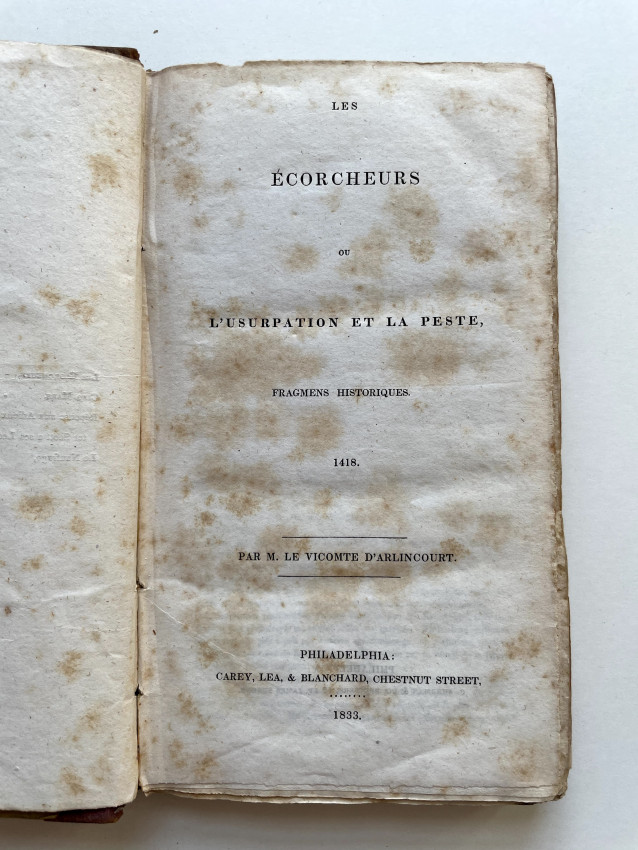 LES
ÉCORCHEURS
OU
L'USURPATION ET LA PESTE,
FRAGMENS HISTORIQUES.
1418.
PAR M. LE VICOMTE D'ARLINCOURT.
PHILADELPHIA:
CAREY, LEA, & BLANCHARD, CHESTNUT STREET,
........
1833.